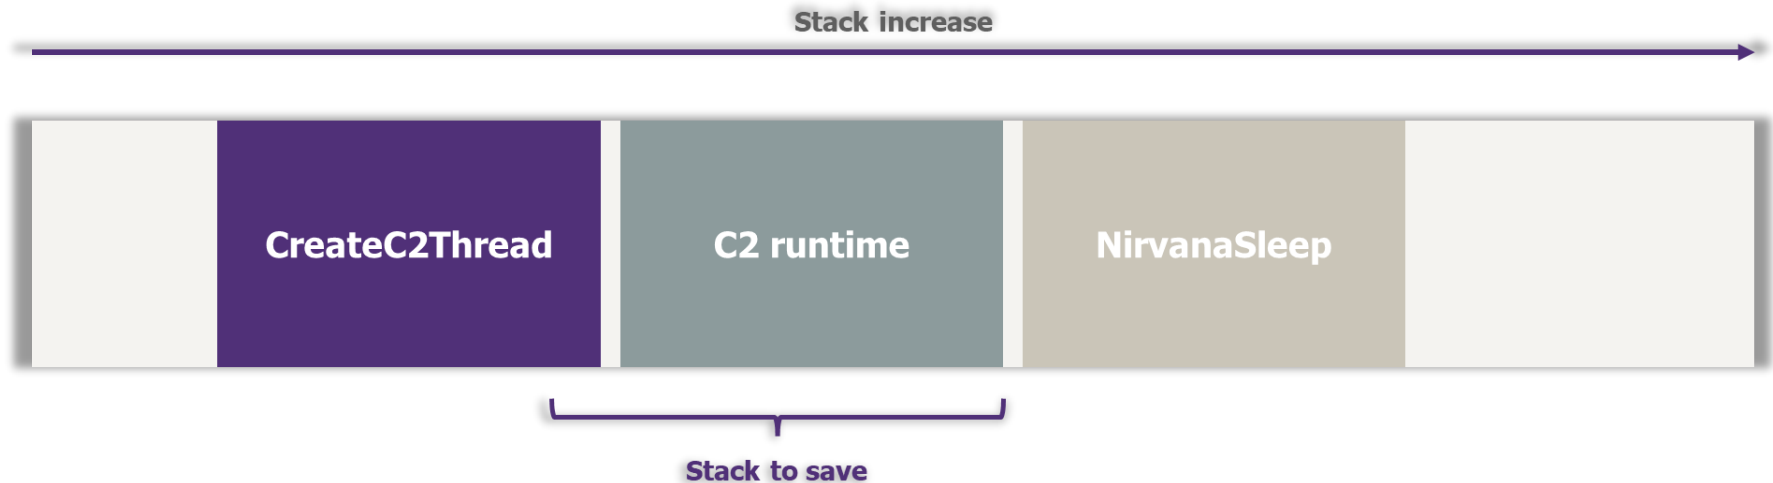 Stack increase
CreateC2Thread
C2 runtime
NirvanaSleep
Stack to save